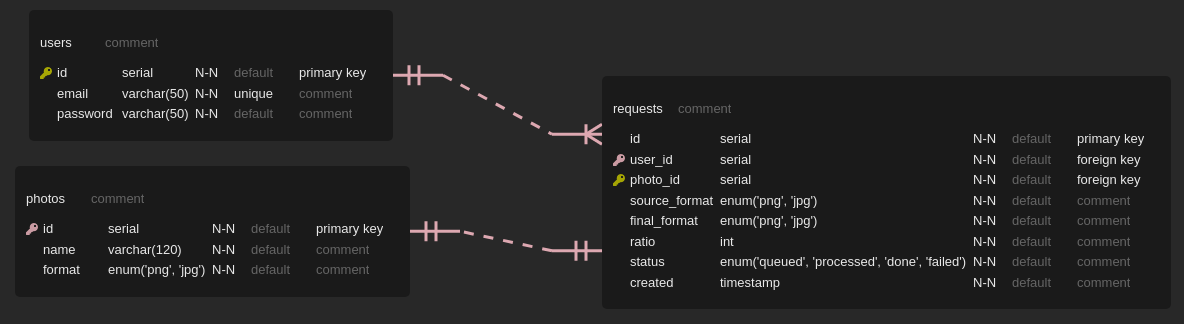 users comment
id serial N-N default primary key
email varchar(50) N-N unique comment
password varchar(50) N-N default comment
photos comment
id serial N-N default primary key
name varchar(120) N-N default comment
format enum('png', 'jpg') N-N default comment
requests comment
id serial N-N default primary key
user_id serial N-N default foreign key
photo_id serial N-N default foreign key
source_format enum('png', 'jpg') N-N default comment
final_format enum('png', 'jpg') N-N default comment
ratio int N-N default comment
status enum('queued', 'processed', 'done', 'failed') N-N default comment
created timestamp N-N default comment